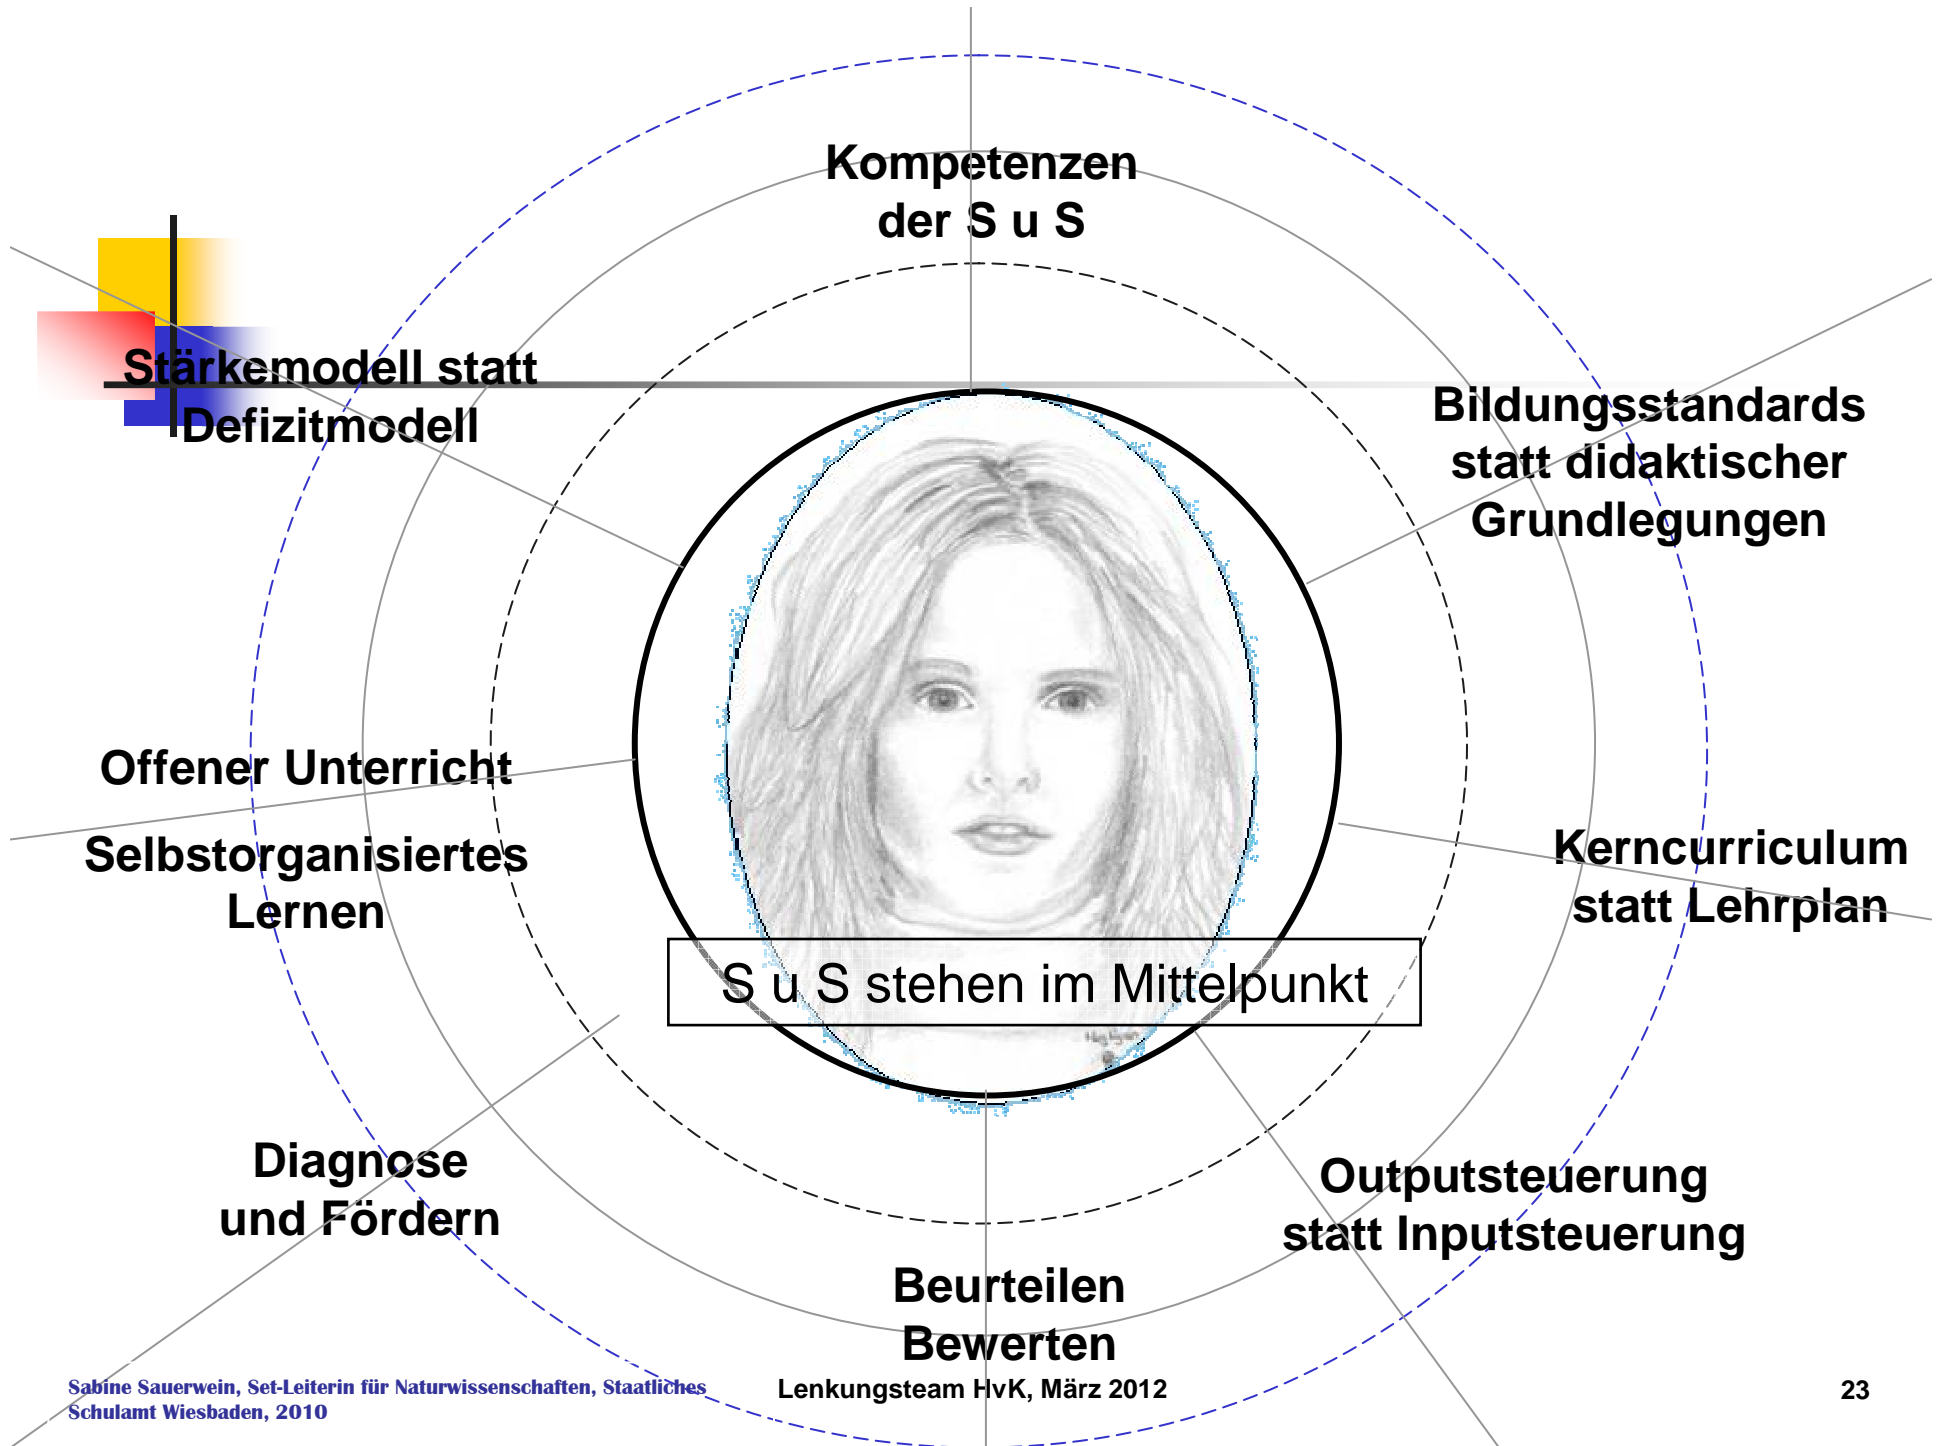 Kompetenzen
der S u S
Stärkemodell statt
Defizitmodell
Bildungsstandards
statt didaktischer
Grundlegungen
Offener Unterricht
Selbstorganisiertes
Lernen
Kerncurriculum
statt Lehrplan
S u S stehen im Mittelpunkt
Diagnose
und Fördern
Outputsteuerung
statt Inputsteuerung
Beurteilen
Bewerten
Sabine Sauerwein, Set-Leiterin für Naturwissenschaften, Staatliches
Schulamt Wiesbaden, 2010
Lenkungsteam HvK, März 2012
23